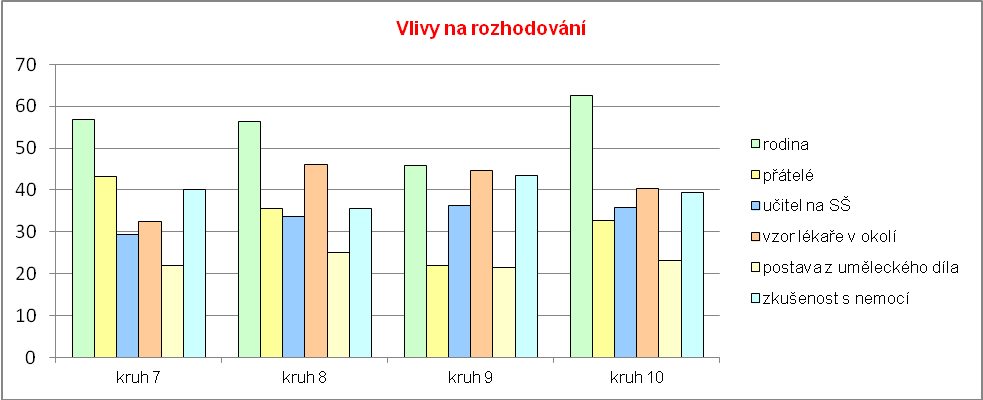 Vlivy na rozhodování
70
60
50
40
30
20
10
0
kruh 7
kruh 8
kruh 9
kruh 10
rodina
přátelé
učitel na SŠ
vzor lékaře v okolí
postava z uměleckého díla
zkušenost s nemocí